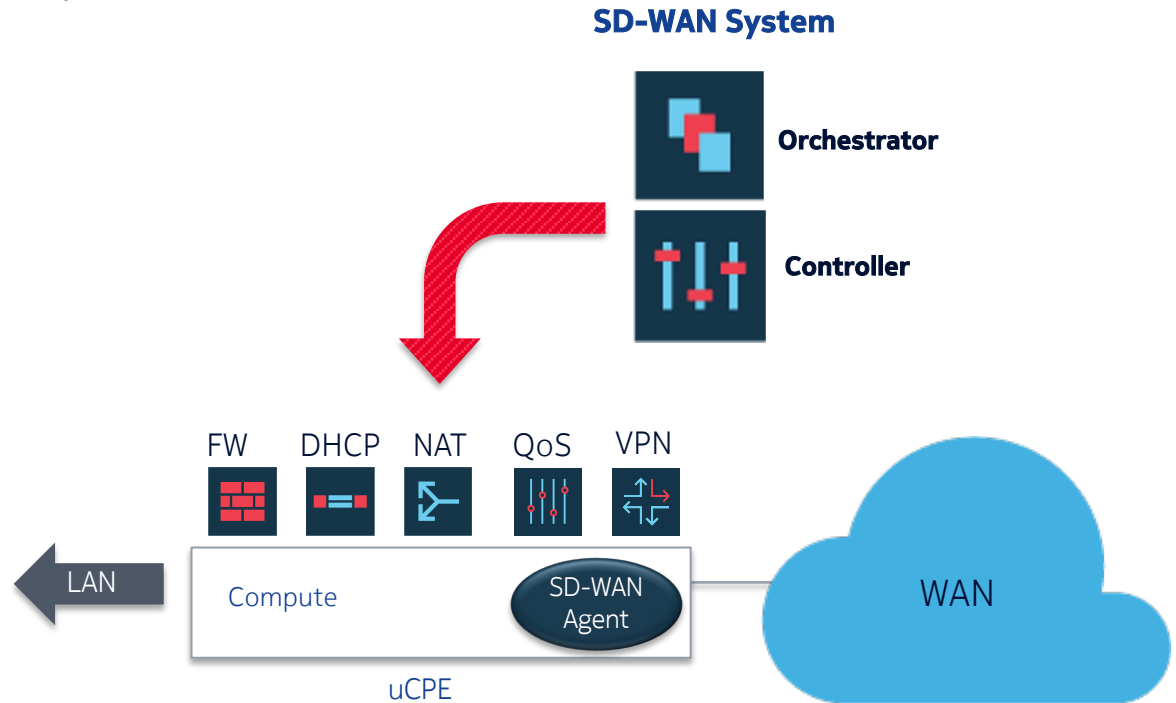 SD-WAN System
Orchestrator
Controller
FW
DHCP
NAT
QoS
VPN
LAN
Compute
SD-WAN
Agent
WAN
uCPE